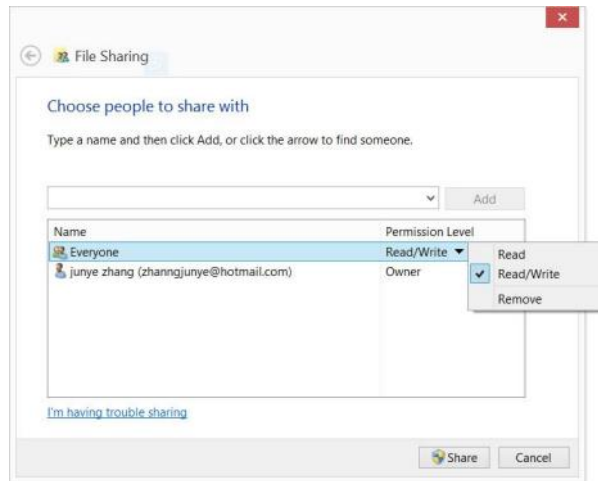 File Sharing
Choose people to share with
Type a name and then click Add, or click the arrow to find someone.
Add
Name Permission Level
Everyone Read/Write
Read
junye zhang (zhanngjunye@hotmail.com) Owner
Read/Write
Remove
I'm having trouble sharing
Share Cancel